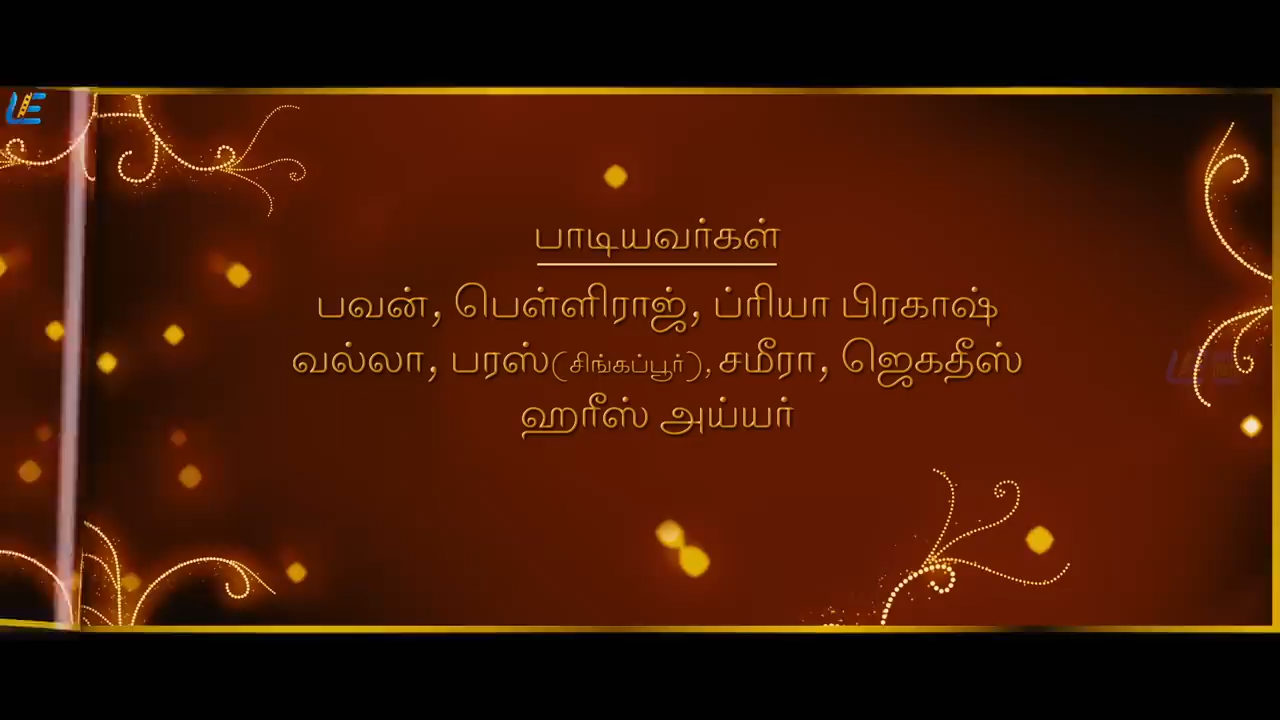 பாடியவர்கள்
பவன், பெள்ளிராஜ், ப்ரியா பிரகாஷ்
வல்லா, பரஸ்(சிங்கப்பூர்), சமீரா, ஜெகதீஸ்
ஹரீஸ் அய்யர்